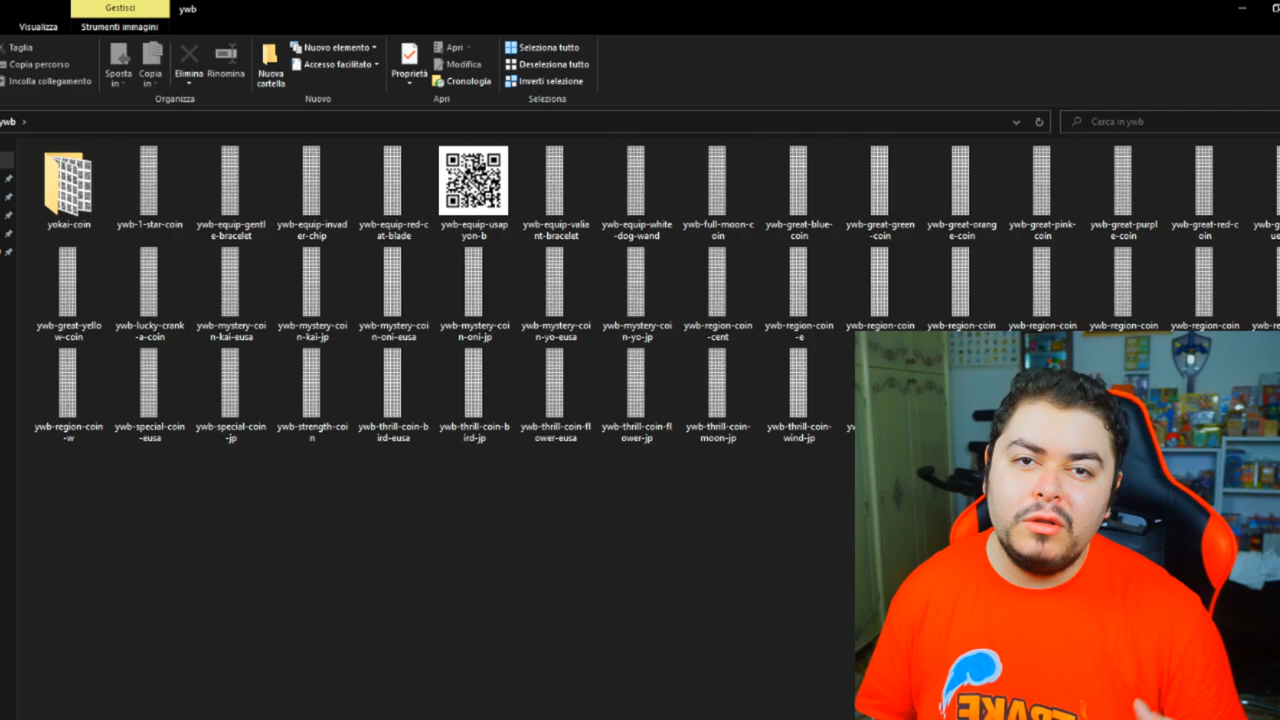 Gestisci
ywb
Visualizza
Strumenti immagini
Taglia
Copia percorso
Incolla collegamento
Sposta in
Copia in
Elimina
Rinomina
Nuova cartella
Nuovo elemento
Accesso facilitato
Proprietà
Apri
Modifica
Cronologia
Seleziona tutto
Deseleziona tutto
Inverti selezione
Organizza
Nuovo
Apri
Seleziona
ywb
Cerca in ywb
yokai-coin
ywb-1-star-coin
ywb-equip-gentle-bracelet
ywb-equip-invader-chip
ywb-equip-red-cat-blade
ywb-equip-usapyon-b
ywb-equip-valiant-bracelet
ywb-equip-white-dog-wand
ywb-full-moon-coin
ywb-great-blue-coin
ywb-great-green-coin
ywb-great-orange-coin
ywb-great-pink-coin
ywb-great-purple-coin
ywb-great-red-coin
ywb-great-yellow-coin
ywb-lucky-crank-a-coin
ywb-mystery-coin-kai-eusa
ywb-mystery-coin-kai-jp
ywb-mystery-coin-oni-eusa
ywb-mystery-coin-oni-jp
ywb-mystery-coin-yo-eusa
ywb-mystery-coin-yo-jp
ywb-region-coin-cent
ywb-region-coin-e
ywb-region-coin
ywb-region-coin
ywb-region-coin
ywb-region-coin
ywb-region-coin
ywb-region-coin-w
ywb-special-coin-eusa
ywb-special-coin-jp
ywb-strength-coin
ywb-thrill-coin-bird-eusa
ywb-thrill-coin-bird-jp
ywb-thrill-coin-flower-eusa
ywb-thrill-coin-flower-jp
ywb-thrill-coin-moon-jp
ywb-thrill-coin-wind-jp